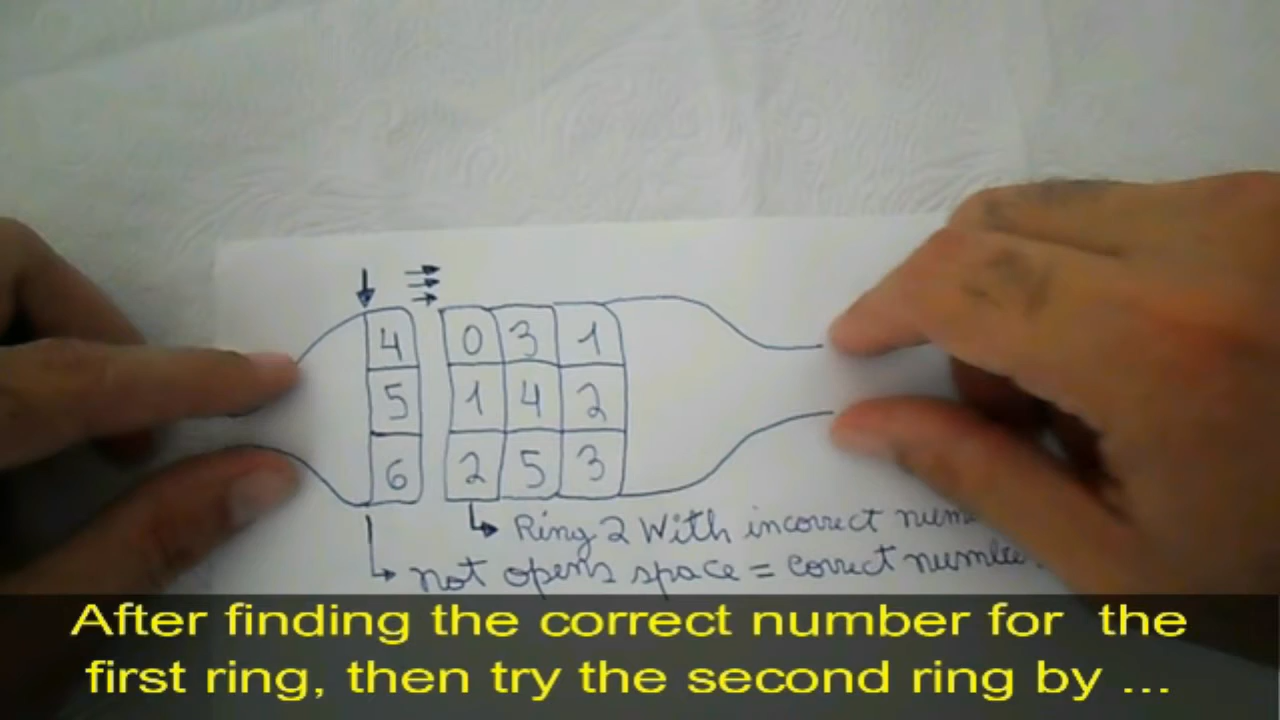 4 0 3 1
5 1 4 2
6 2 5 3
Ring 2 With incorrect
not opens space = correct number
After finding the correct number for the
first ring, then try the second ring by ...